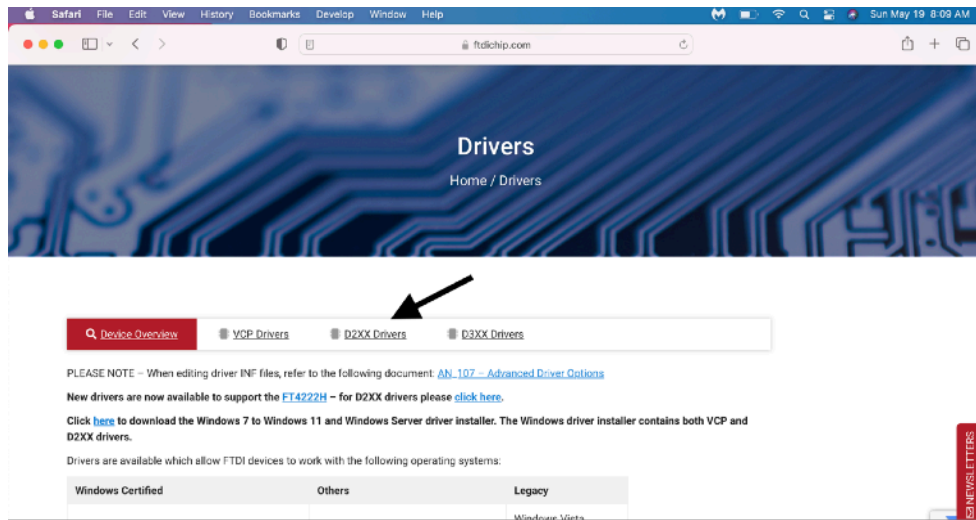 Safari File Edit View History Bookmarks Develop Window Help Sun May 19 8:09 AM
ftdichip.com
Drivers
Home / Drivers
Device Overview VCP Drivers D2XX Drivers D3XX Drivers
PLEASE NOTE – When editing driver INF files, refer to the following document: AN_107 – Advanced Driver Options
New drivers are now available to support the FT4222H – for D2XX drivers please click here.
Click here to download the Windows 7 to Windows 11 and Windows Server driver installer. The Windows driver installer contains both VCP and
D2XX drivers.
Drivers are available which allow FTDI devices to work with the following operating systems:
Windows Certified Others Legacy
Windows Vista
NEWSLETTERS